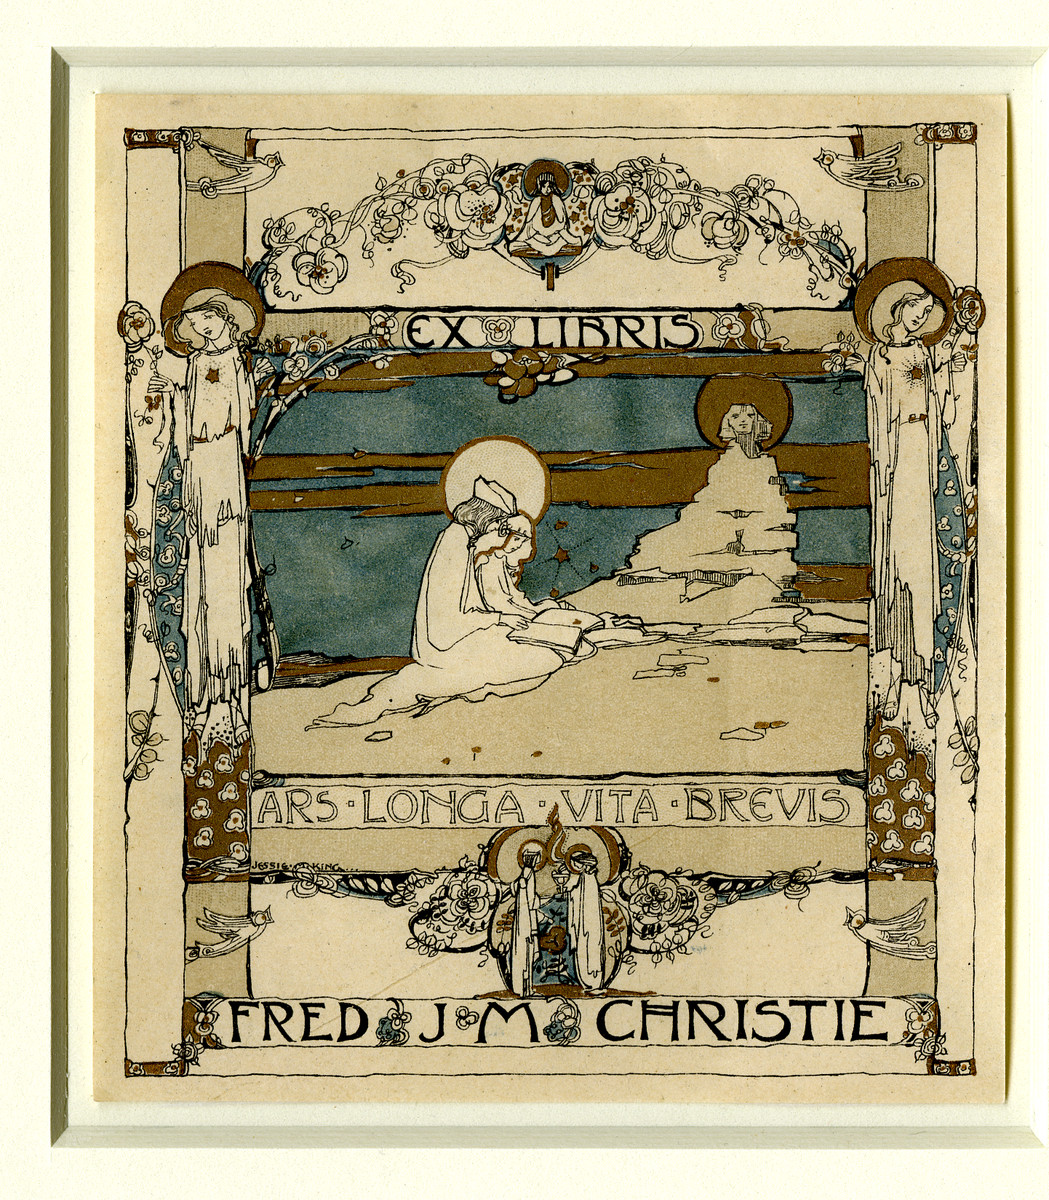 EX LIBRIS
ARS · LONGA · VITA · BREVIS
JESSIE · M · KING
FRED J M CHRISTIE